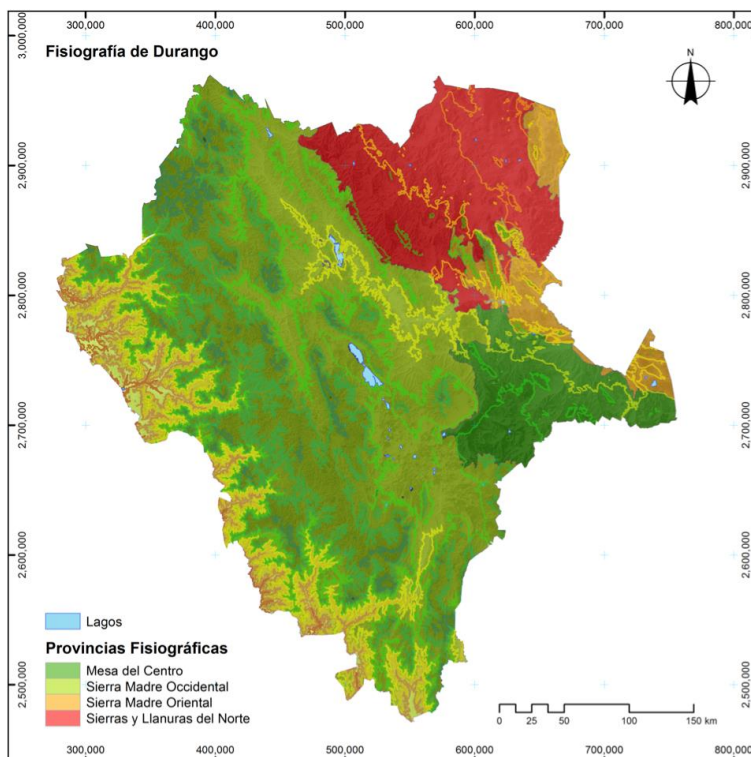 300,000 400,000 500,000 600,000 700,000 800,000
3,000,000
3,000,000
Fisiografía de Durango
N
2,900,000
2,900,000
2,800,000
2,800,000
2,700,000
2,700,000
2,600,000
2,600,000
Lagos
Provincias Fisiográficas
Mesa del Centro
Sierra Madre Occidental
Sierra Madre Oriental
Sierras y Llanuras del Norte
2,500,000
2,500,000
0 25 50 100 150 km
300,000 400,000 500,000 600,000 700,000 800,000